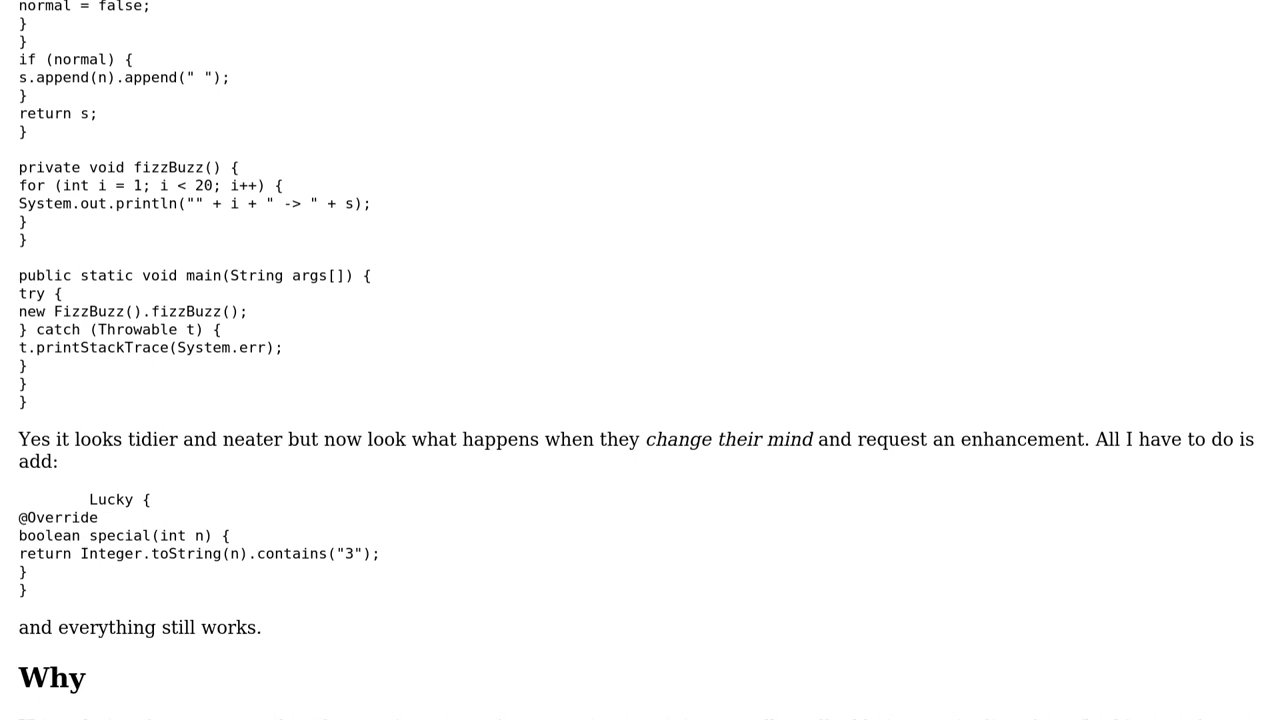 normal = false;
}
}
if (normal) {
s.append(n).append(" ");
}
return s;
}

private void fizzBuzz() {
for (int i = 1; i < 20; i++) {
System.out.println("" + i + " -> " + s);
}
}

public static void main(String args[]) {
try {
new FizzBuzz().fizzBuzz();
} catch (Throwable t) {
t.printStackTrace(System.err);
}
}
}
Yes it looks tidier and neater but now look what happens when they change their mind and request an enhancement. All I have to do is
add:
Lucky {
@Override
boolean special(int n) {
return Integer.toString(n).contains("3");
}
}
and everything still works.
Why